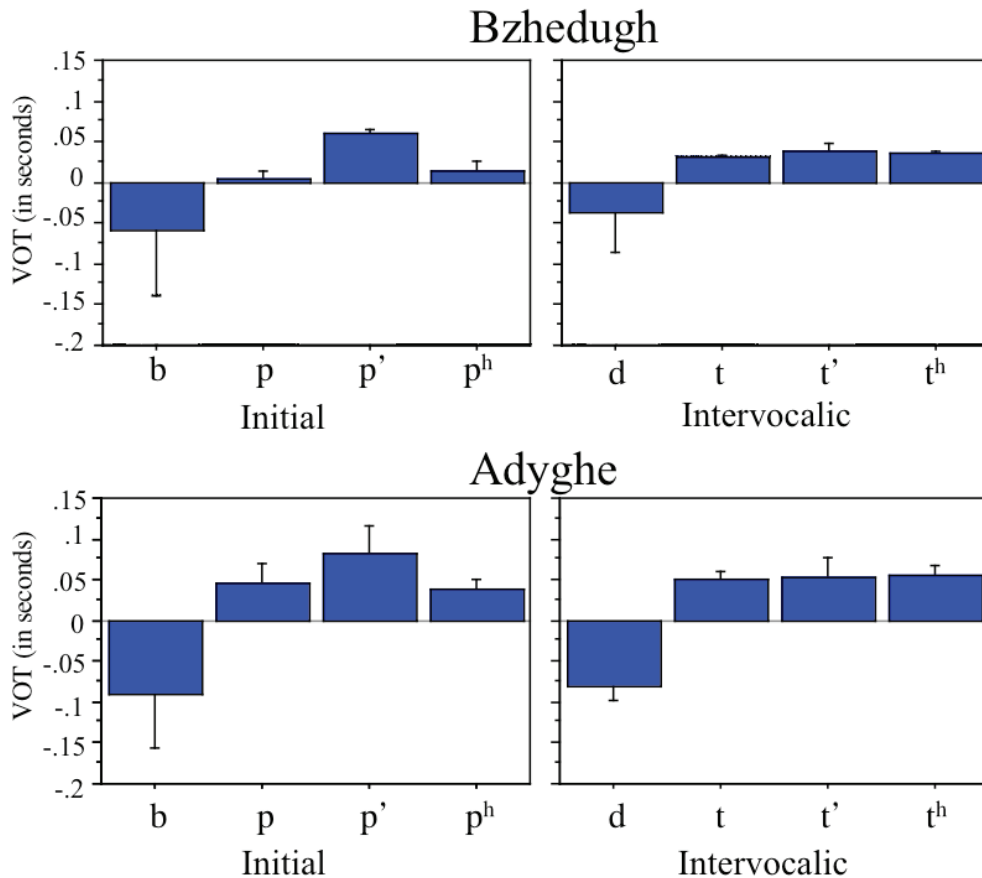 Bzhedugh
VOT (in seconds)
.15
.1
.05
0
-.05
-.1
-.15
-.2
b p p’ pʰ
Initial
d t t’ tʰ
Intervocalic
Adyghe
VOT (in seconds)
.15
.1
.05
0
-.05
-.1
-.15
-.2
b p p’ pʰ
Initial
d t t’ tʰ
Intervocalic